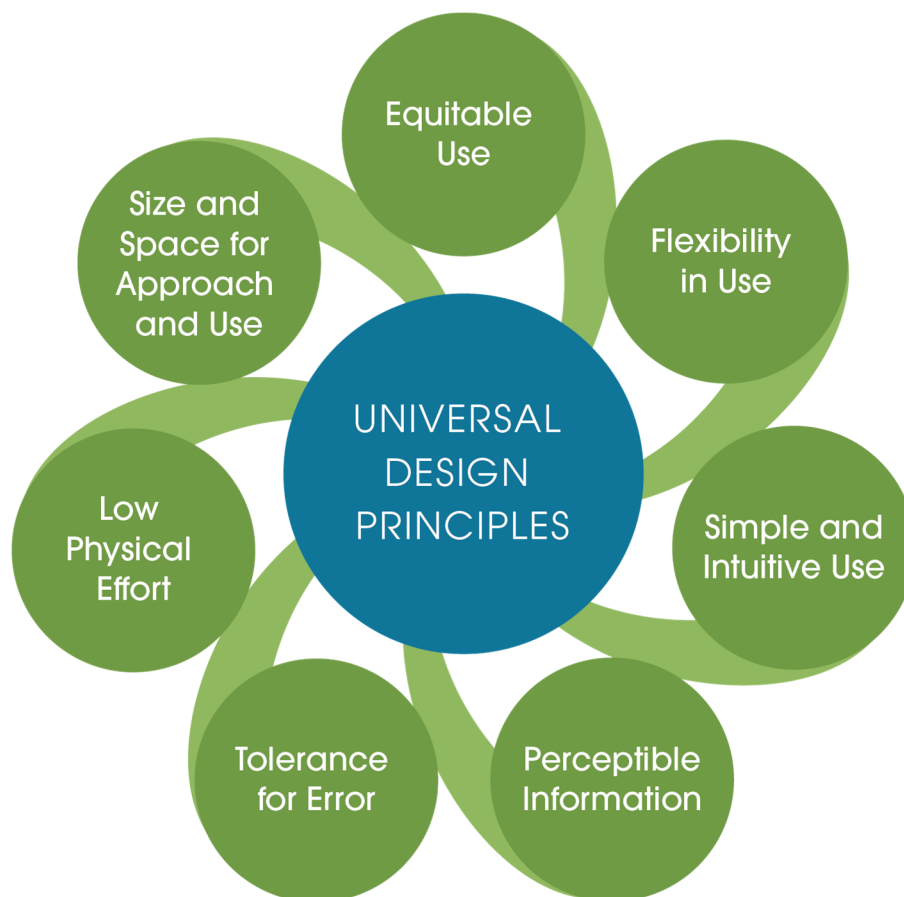 UNIVERSAL
DESIGN
PRINCIPLES
Equitable
Use
Flexibility
in Use
Simple and
Intuitive Use
Perceptible
Information
Tolerance
for Error
Low
Physical
Effort
Size and
Space for
Approach
and Use